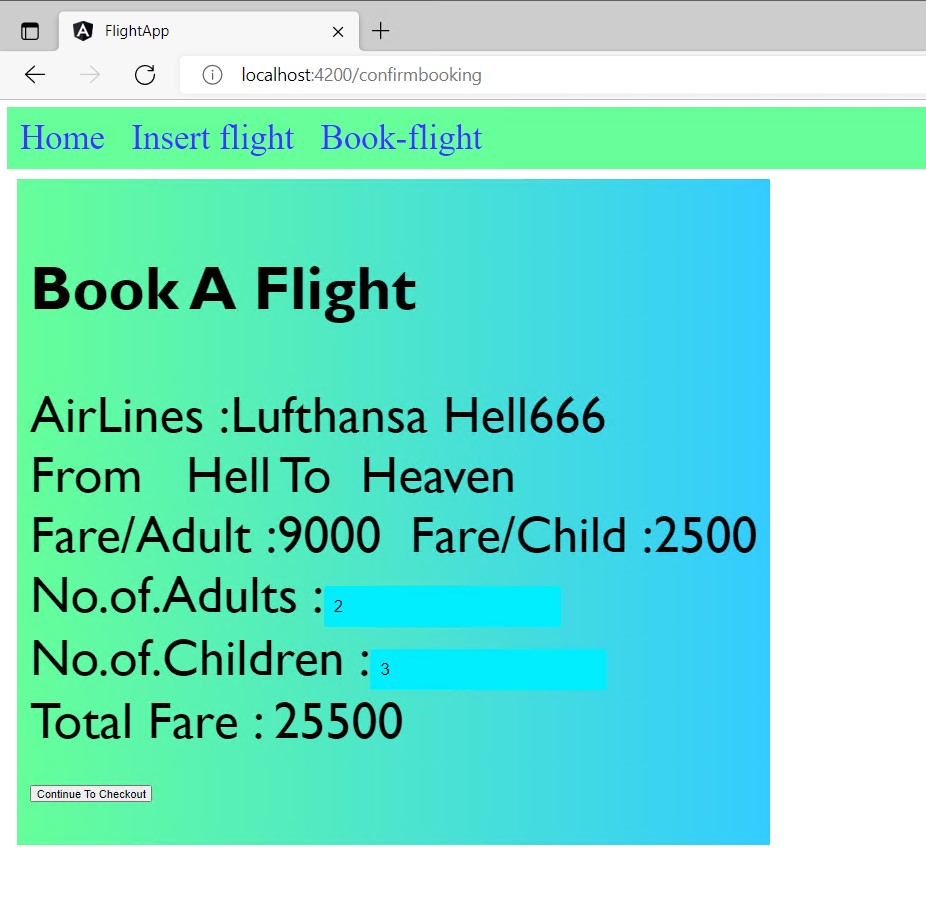 FlightApp
localhost:4200/confirmbooking
Home Insert flight Book-flight
Book A Flight
AirLines :Lufthansa Hell666
From Hell To Heaven
Fare/Adult :9000 Fare/Child :2500
No.of.Adults :2
No.of.Children :3
Total Fare : 25500
Continue To Checkout